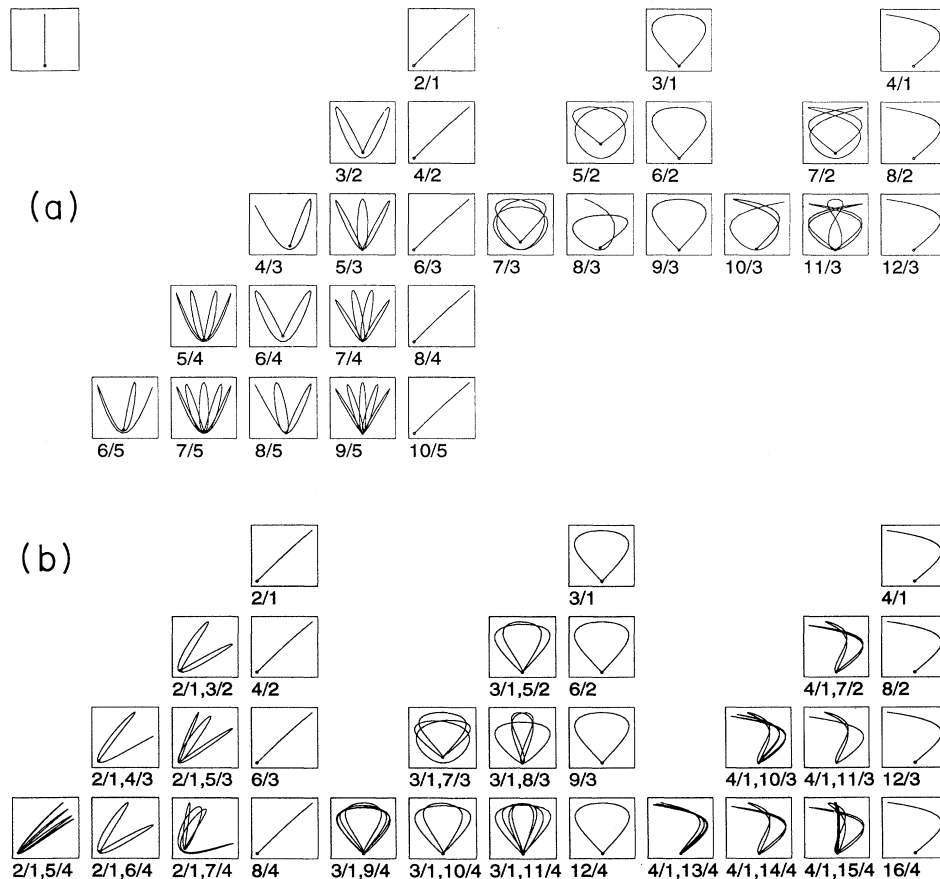 2/1 3/1 4/1
3/2 4/2 5/2 6/2 7/2 8/2
(a)
4/3 5/3 6/3 7/3 8/3 9/3 10/3 11/3 12/3
5/4 6/4 7/4 8/4
6/5 7/5 8/5 9/5 10/5
(b)
2/1 3/1 4/1
2/1,3/2 4/2 3/1,5/2 6/2 4/1,7/2 8/2
2/1,4/3 2/1,5/3 6/3 3/1,7/3 3/1,8/3 9/3 4/1,10/3 4/1,11/3 12/3
2/1,5/4 2/1,6/4 2/1,7/4 8/4 3/1,9/4 3/1,10/4 3/1,11/4 12/4 4/1,13/4 4/1,14/4 4/1,15/4 16/4